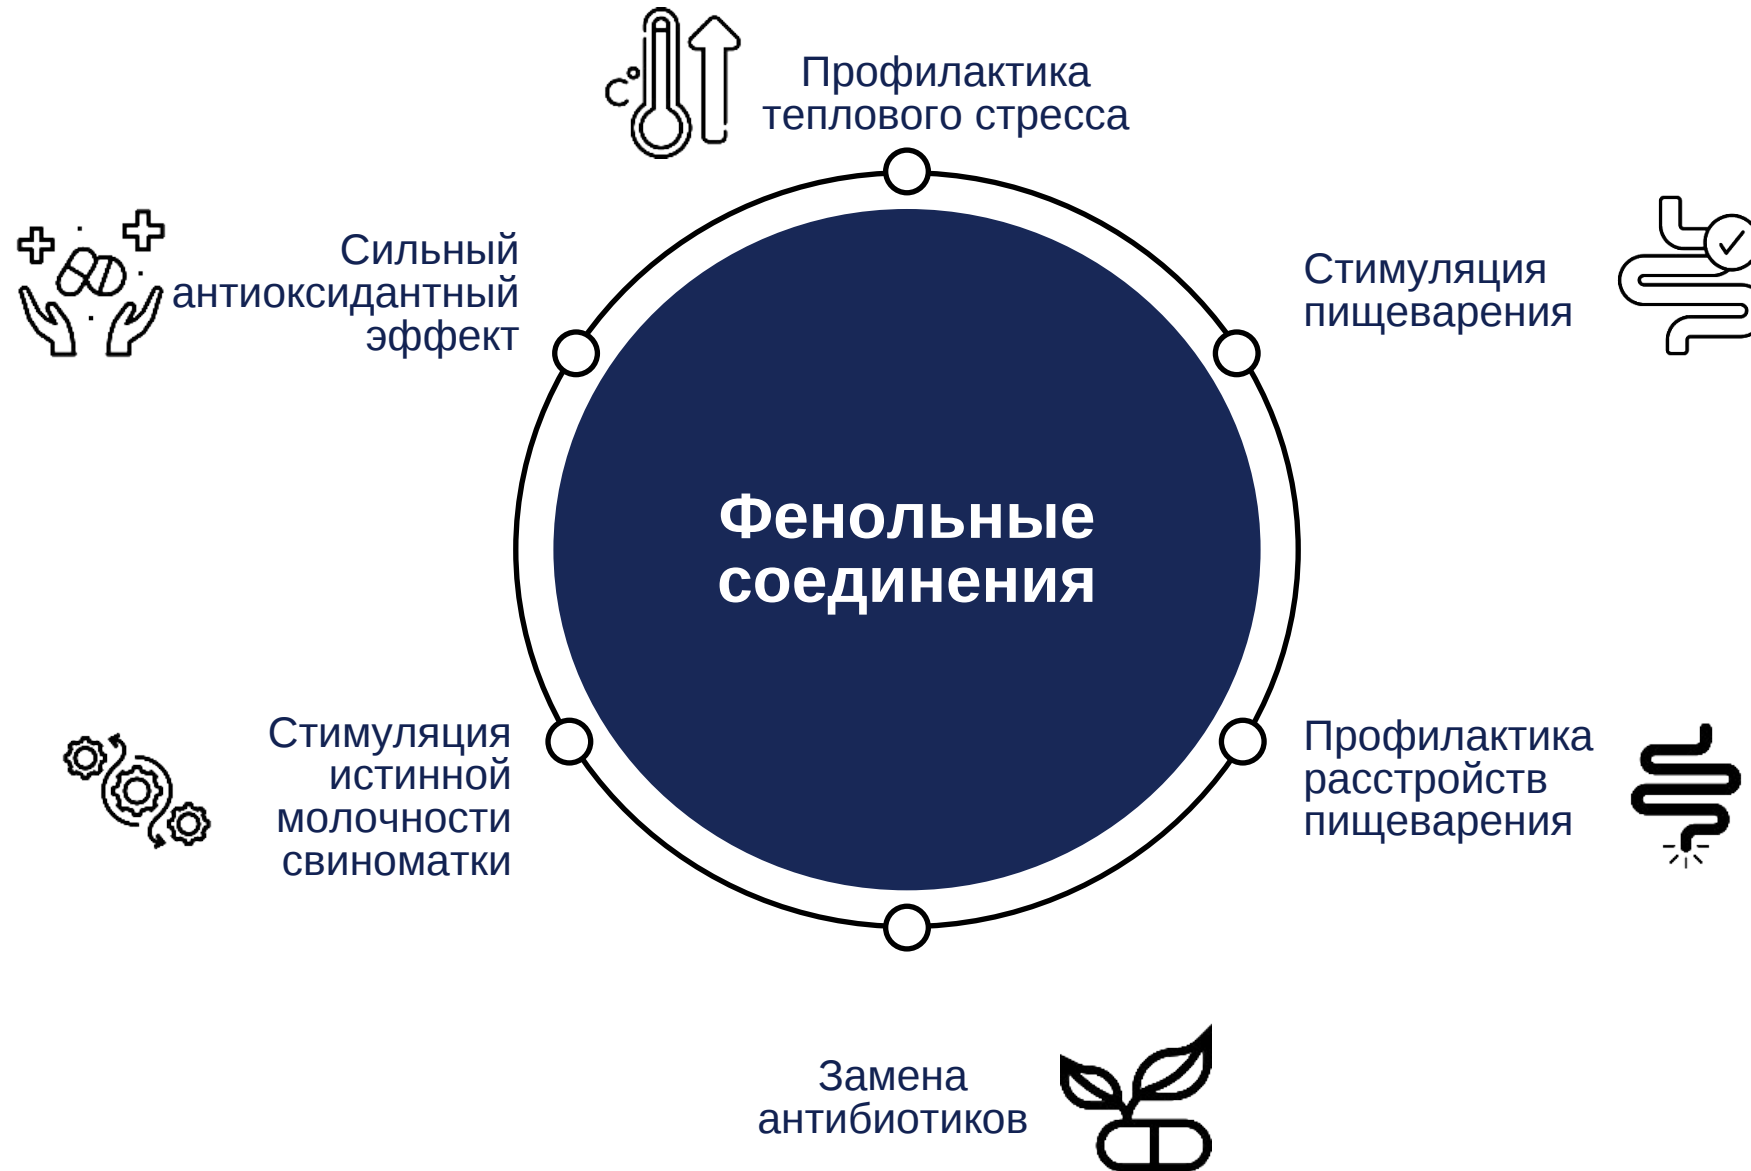 Профилактика
теплового стресса
Сильный
антиоксидантный
эффект
Стимуляция
пищеварения
Фенольные
соединения
Стимуляция
истинной
молочности
свиноматки
Профилактика
расстройств
пищеварения
Замена
антибиотиков
C°